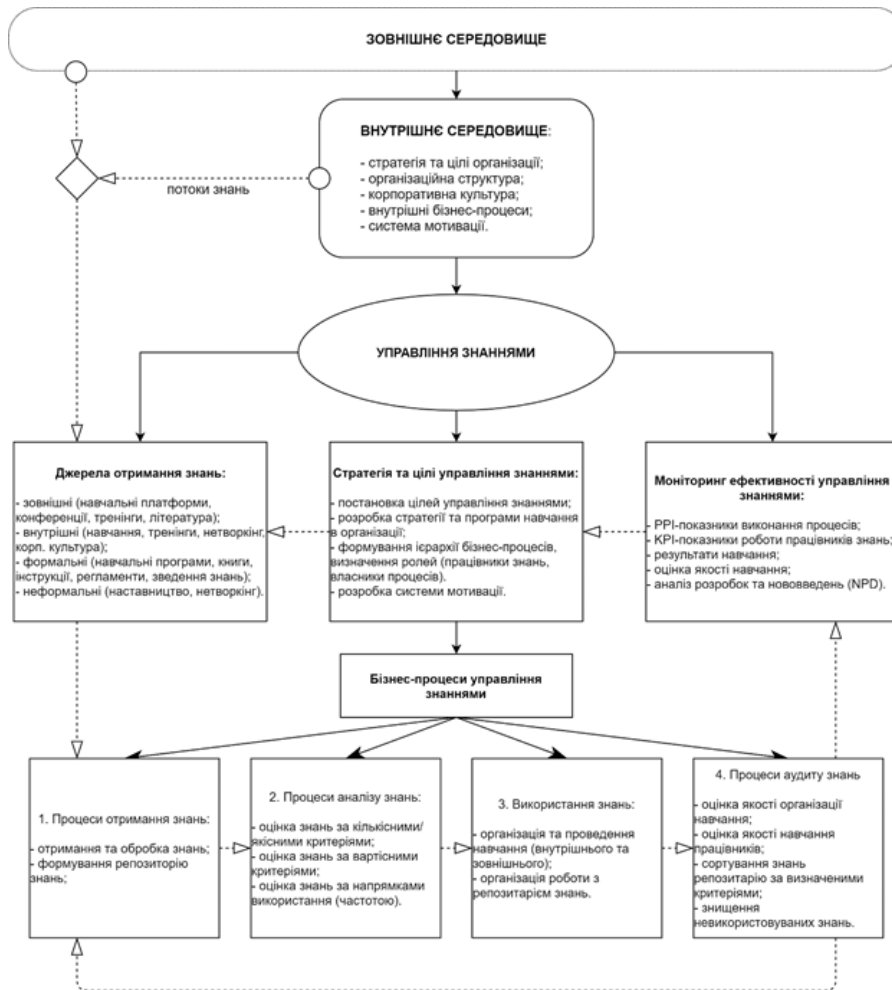 ЗОВНІШНЄ СЕРЕДОВИЩЕ
ВНУТРІШНЄ СЕРЕДОВИЩЕ:
- стратегія та цілі організації;
- організаційна структура;
- корпоративна культура;
- внутрішні бізнес-процеси;
- система мотивації.
потоки знань
УПРАВЛІННЯ ЗНАННЯМИ
Джерела отримання знань:
- зовнішні (навчальні платформи,
конференції, тренінги, література);
- внутрішні (навчання, тренінги, нетворкінг,
корп. культура);
- формальні (навчальні програми, книги,
інструкції, регламенти, зведення знань);
- неформальні (наставництво, нетворкінг).
Стратегія та цілі управління знаннями:
- постановка цілей управління знаннями;
- розробка стратегії та програми навчання
в організації;
- формування ієрархії бізнес-процесів,
визначення ролей (працівники знань,
власники процесів).
- розробка системи мотивації.
Моніторинг ефективності управління
знаннями:
- PPI-показники виконання процесів;
- KPI-показники роботи працівників знань;
- результати навчання;
- оцінка якості навчання;
- аналіз розробок та нововведень (NPD).
Бізнес-процеси управління
знаннями
1. Процеси отримання знань:
- отримання та обробка знань;
- формування репозиторію
знань;
2. Процеси аналізу знань:
- оцінка знань за кількісними/
якісними критеріями;
- оцінка знань за вартісними
критеріями;
- оцінка знань за напрямками
використання (частотою).
3. Використання знань:
- організація та проведення
навчання (внутрішнього та
зовнішнього);
- організація роботи з
репозитарієм знань.
4. Процеси аудиту знань
- оцінка якості організації
навчання;
- оцінка якості навчання
працівників;
- сортування знань
репозитарію за визначеними
критеріями;
- знищення
невикористовуваних знань.